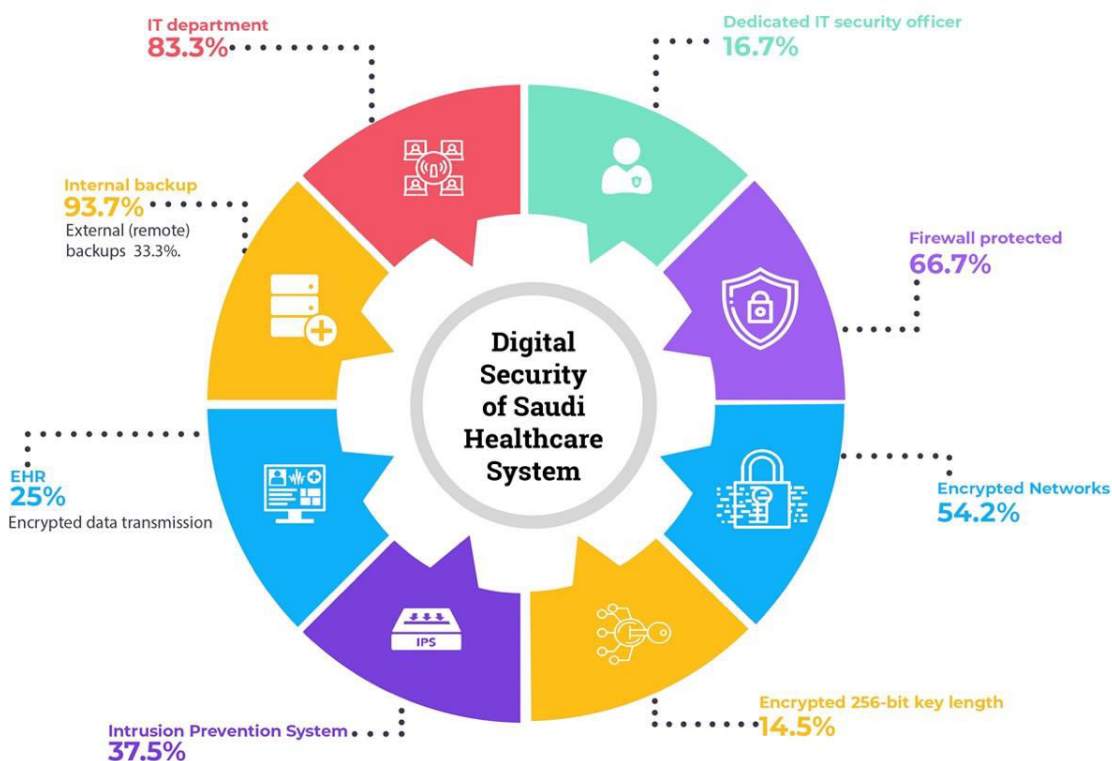 IT department
83.3%
Dedicated IT security officer
16.7%
Internal backup
93.7%
External (remote)
backups 33.3%.
Firewall protected
66.7%
Digital
Security
of Saudi
Healthcare
System
EHR
25%
Encrypted data transmission
Encrypted Networks
54.2%
IPS
Intrusion Prevention System
37.5%
Encrypted 256-bit key length
14.5%